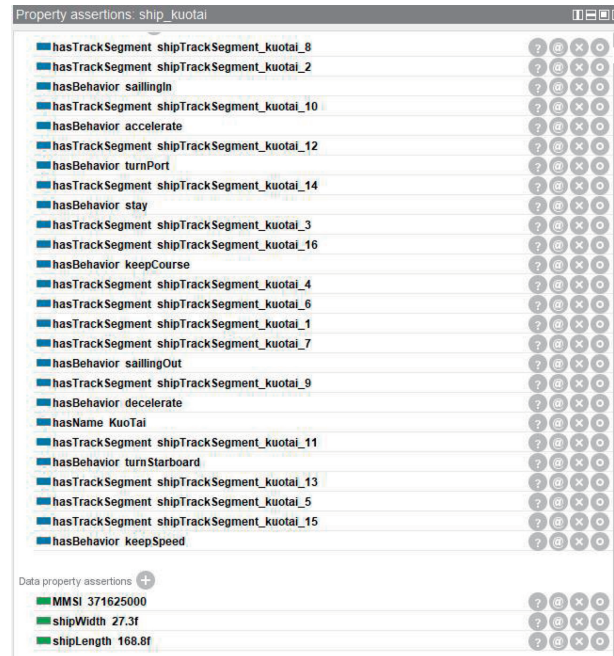 Property assertions: ship_kuotai
hasTrackSegment shipTrackSegment_kuotai_8
hasTrackSegment shipTrackSegment_kuotai_2
hasBehavior saillingIn
hasTrackSegment shipTrackSegment_kuotai_10
hasBehavior accelerate
hasTrackSegment shipTrackSegment_kuotai_12
hasBehavior turnPort
hasTrackSegment shipTrackSegment_kuotai_14
hasBehavior stay
hasTrackSegment shipTrackSegment_kuotai_3
hasTrackSegment shipTrackSegment_kuotai_16
hasBehavior keepCourse
hasTrackSegment shipTrackSegment_kuotai_4
hasTrackSegment shipTrackSegment_kuotai_6
hasTrackSegment shipTrackSegment_kuotai_1
hasTrackSegment shipTrackSegment_kuotai_7
hasBehavior saillingOut
hasTrackSegment shipTrackSegment_kuotai_9
hasBehavior decelerate
hasName KuoTai
hasTrackSegment shipTrackSegment_kuotai_11
hasBehavior turnStarboard
hasTrackSegment shipTrackSegment_kuotai_13
hasTrackSegment shipTrackSegment_kuotai_5
hasTrackSegment shipTrackSegment_kuotai_15
hasBehavior keepSpeed
Data property assertions
MMSI 371625000
shipWidth 27.3f
shipLength 168.8f